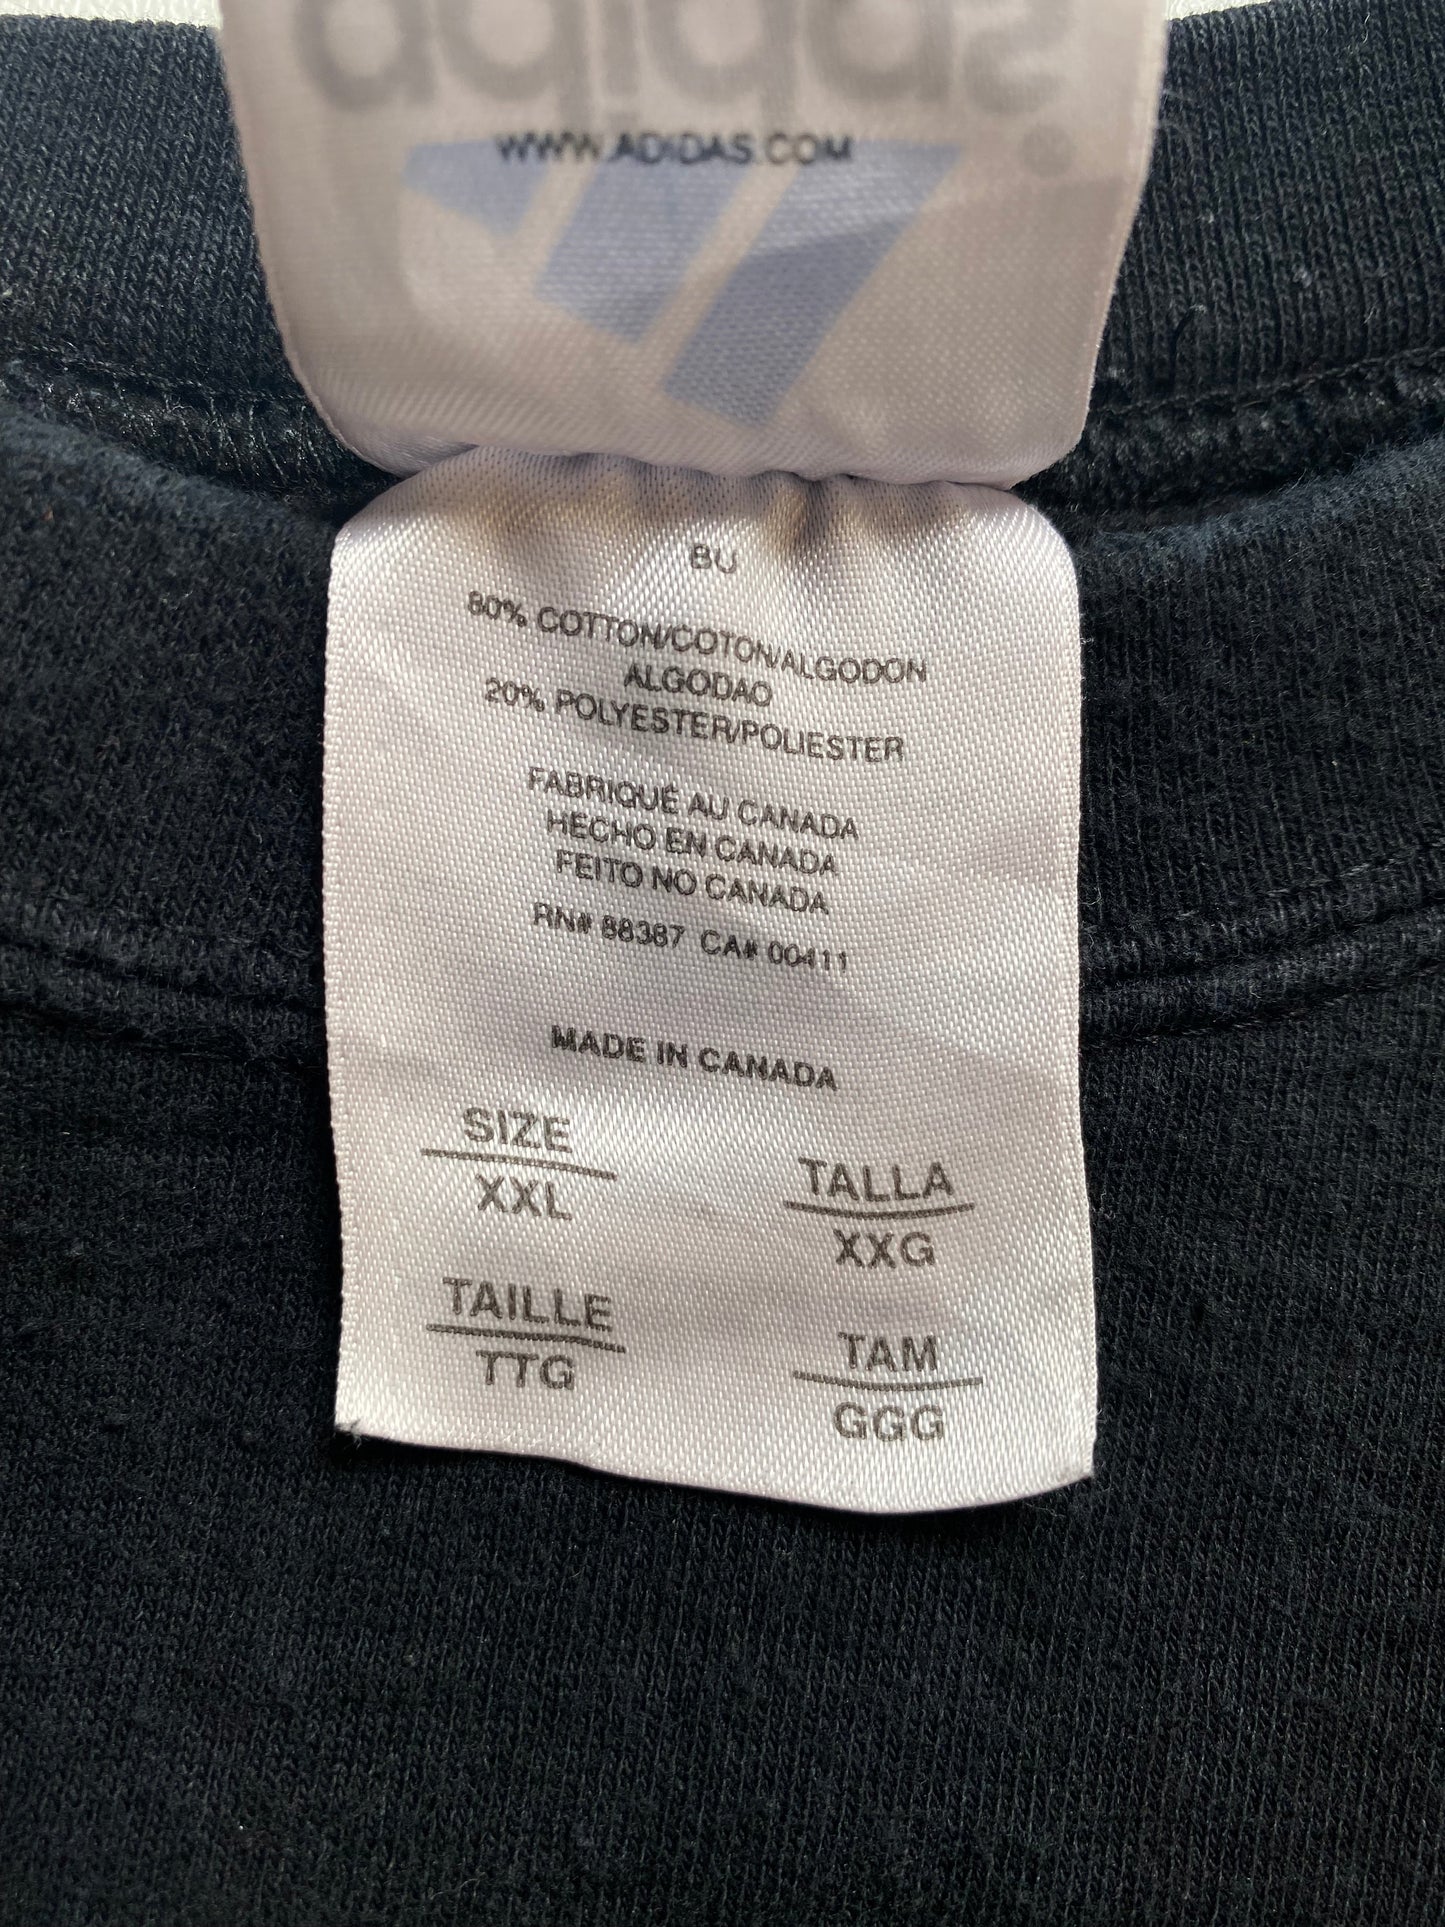 adidas
WWW.ADIDAS.COM
BU
80% COTTON/COTON/ALGODON
ALGODAO
20% POLYESTER/POLIESTER
FABRIQUÉ AU CANADA
HECHO EN CANADA
FEITO NO CANADA
RN# 88387 CA# 00411
MADE IN CANADA
SIZE
XXL
TALLA
XXG
TAILLE
TTG
TAM
GGG